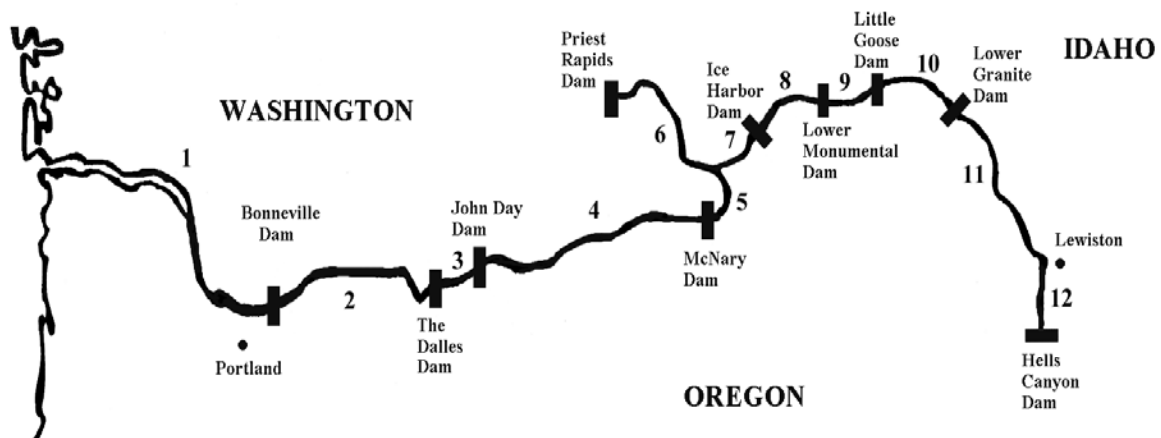 Little
Goose
Dam
IDAHO
Priest
Rapids
Dam
Ice
Harbor
Dam
8
9
10
Lower
Granite
Dam
WASHINGTON
6
7
Lower
Monumental
Dam
1
11
Bonneville
Dam
John Day
Dam
4
5
Lewiston
McNary
Dam
3
2
12
The
Dalles
Dam
Portland
Hells
Canyon
Dam
OREGON